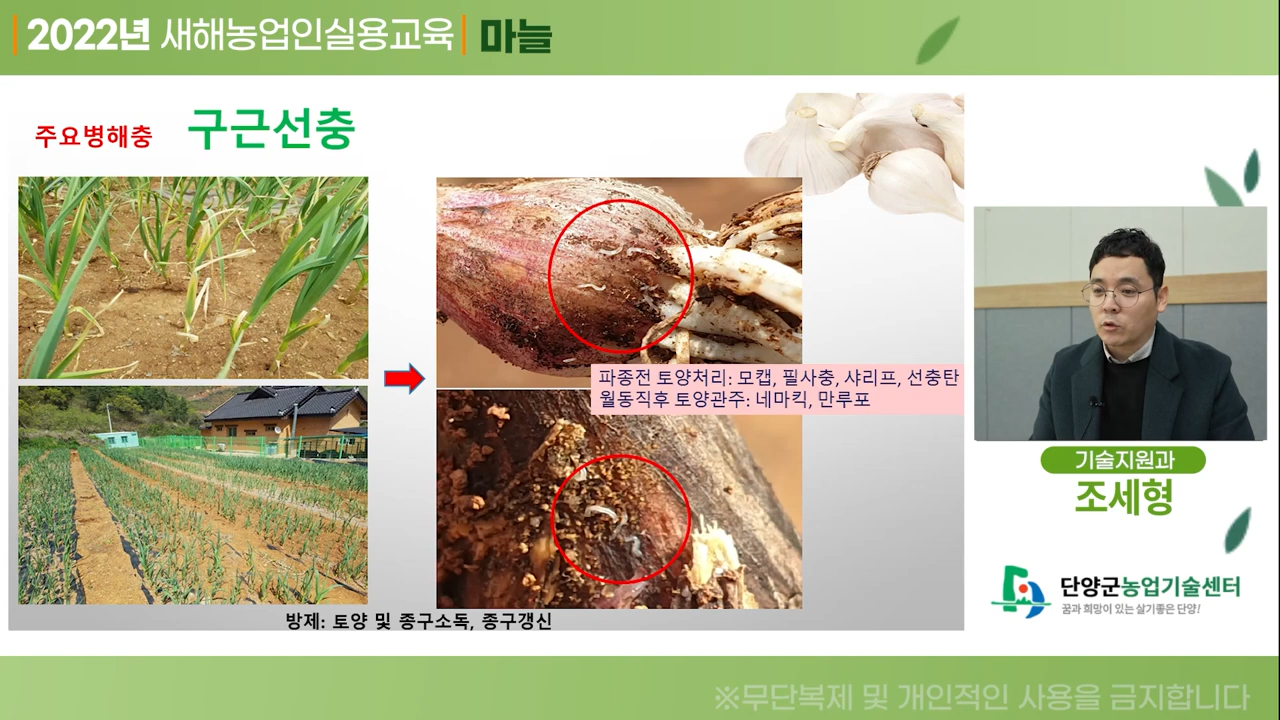 2022년 새해농업인실용교육 마늘
주요병해충 구근선충
파종전 토양처리: 모캡, 필사충, 샤리프, 선충탄
월동직후 토양관주: 네마킥, 만루포
방제: 토양 및 종구소독, 종구갱신
기술지원과
조세형
단양군농업기술센터
꿈과 희망이 있는 살기좋은 단양!
※무단복제 및 개인적인 사용을 금지합니다